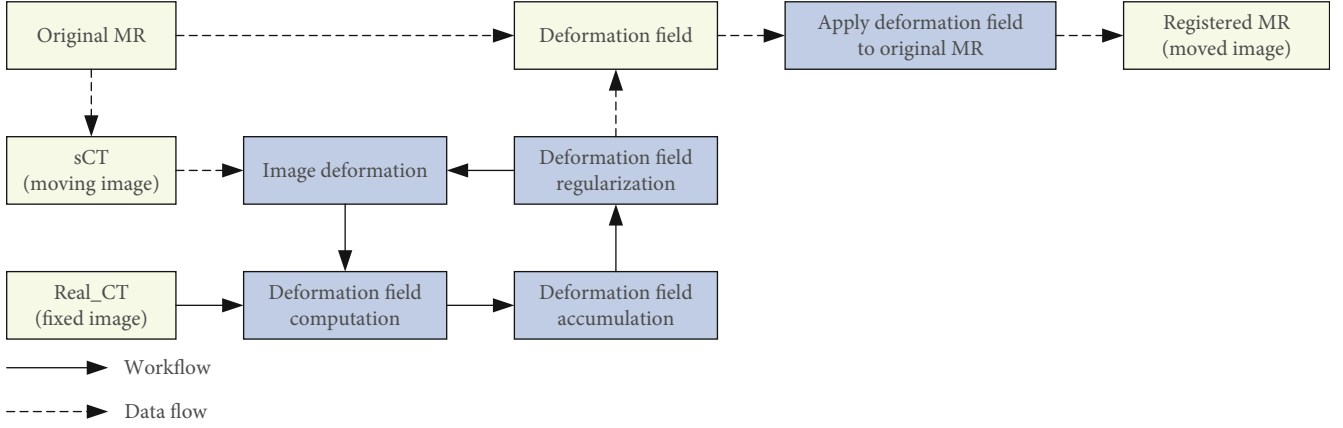 Original MR
Deformation field
Apply deformation field
to original MR
Registered MR
(moved image)
sCT
(moving image)
Image deformation
Deformation field
regularization
Real_CT
(fixed image)
Deformation field
computation
Deformation field
accumulation
Workflow
Data flow